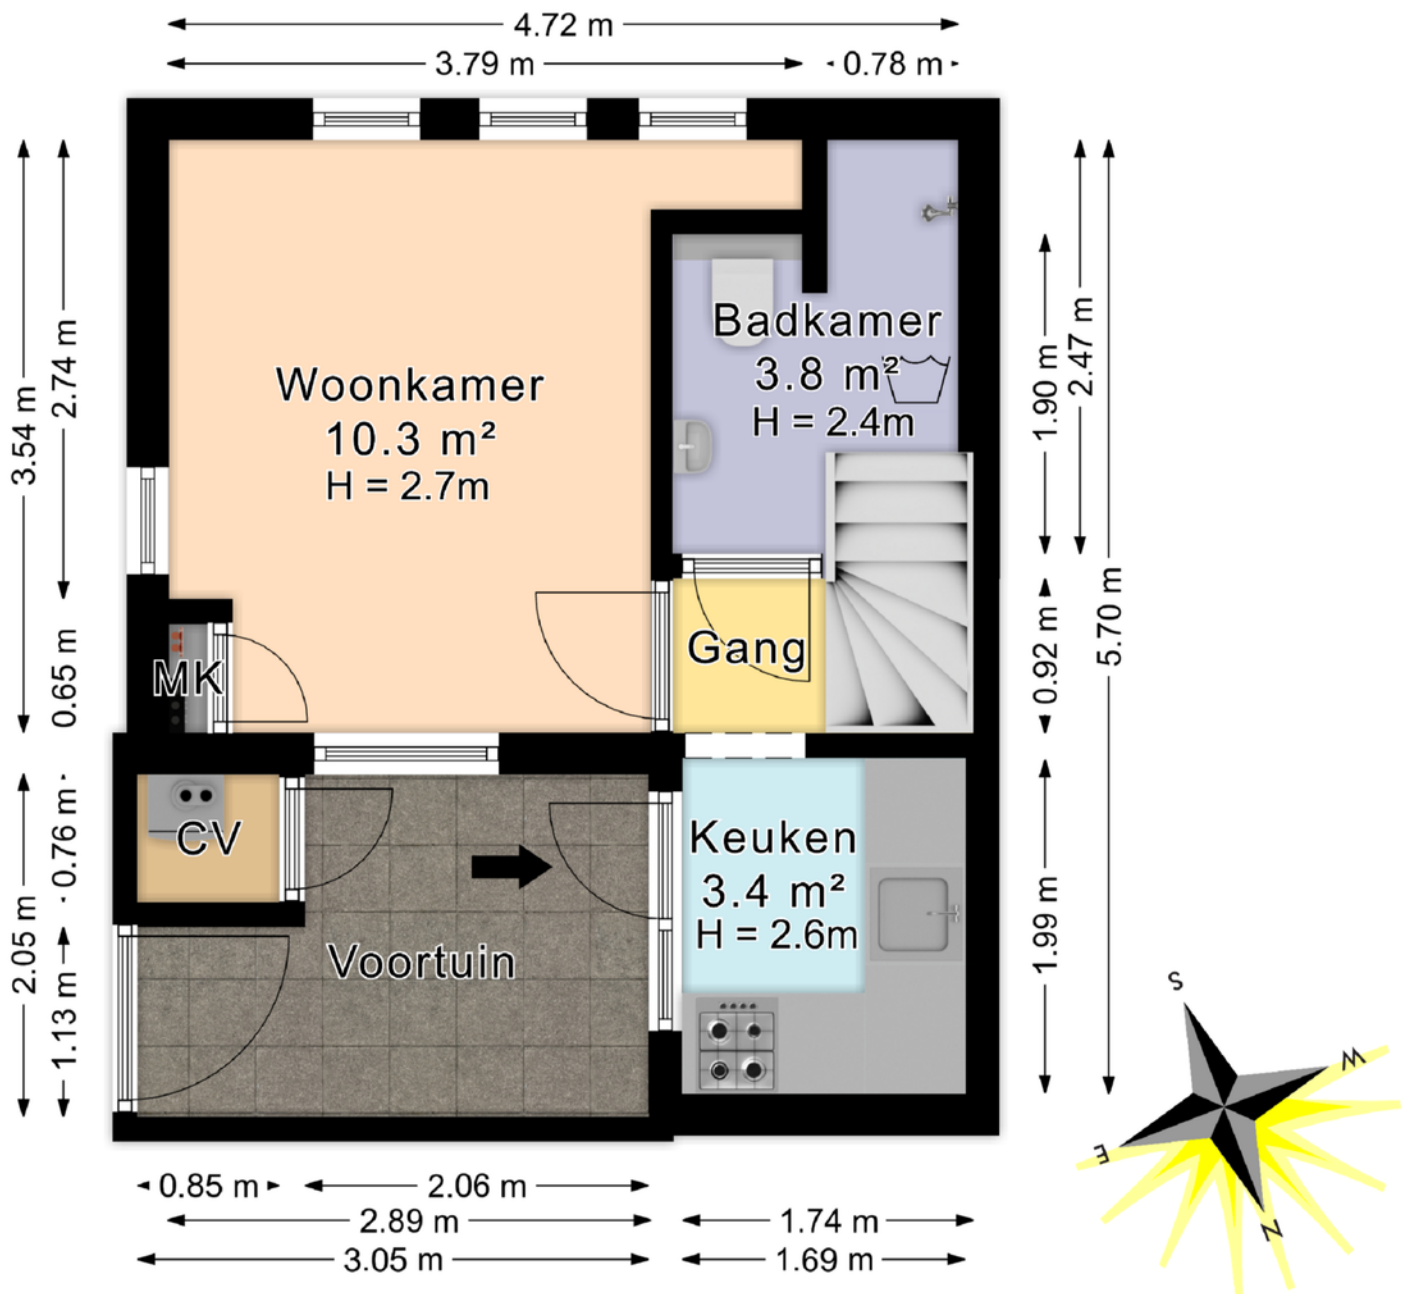 4.72 m
3.79 m
0.78 m
3.54 m
2.74 m
0.65 m
Woonkamer
10.3 m²
H = 2.7m
Badkamer
3.8 m²
H = 2.4m
1.90 m
2.47 m
5.70 m
0.92 m
MK
Gang
CV
Keuken
3.4 m²
H = 2.6m
Voortuin
2.05 m
0.76 m
1.13 m
1.99 m
S
W
E
N
0.85 m
2.06 m
2.89 m
1.74 m
3.05 m
1.69 m